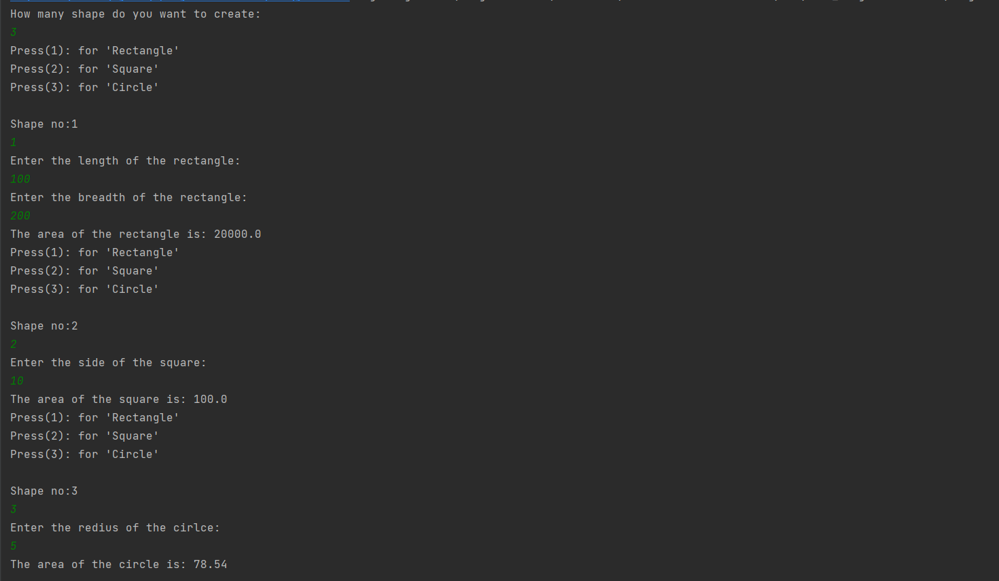 How many shape do you want to create:
3
Press(1): for 'Rectangle'
Press(2): for 'Square'
Press(3): for 'Circle'
Shape no:1
1
Enter the length of the rectangle:
100
Enter the breadth of the rectangle:
200
The area of the rectangle is: 20000.0
Press(1): for 'Rectangle'
Press(2): for 'Square'
Press(3): for 'Circle'
Shape no:2
2
Enter the side of the square:
10
The area of the square is: 100.0
Press(1): for 'Rectangle'
Press(2): for 'Square'
Press(3): for 'Circle'
Shape no:3
3
Enter the redius of the cirlce:
5
The area of the circle is: 78.54